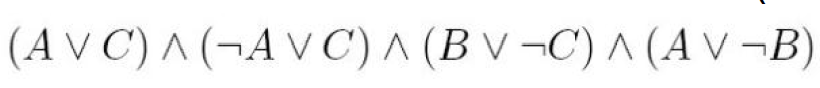 (A ∨ C) ∧ (¬A ∨ C) ∧ (B ∨ ¬C) ∧ (A ∨ ¬B)